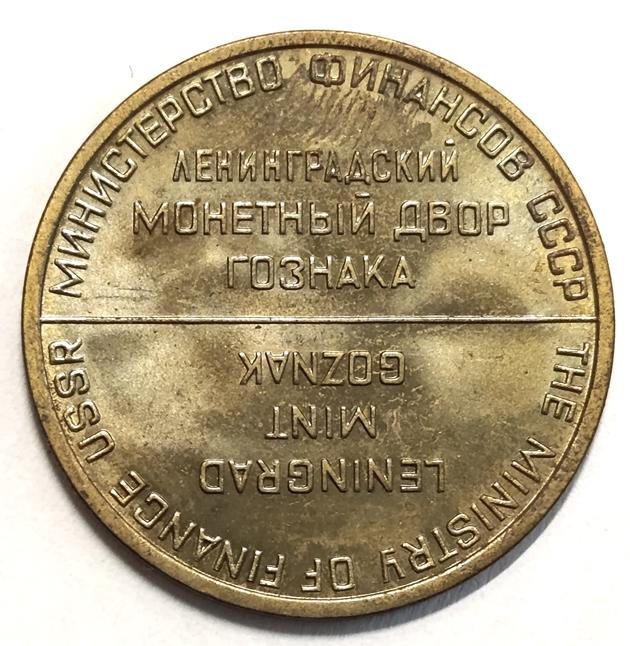 МИНИСТЕРСТВО ФИНАНСОВ СССР
ЛЕНИНГРАДСКИЙ
МОНЕТНЫЙ ДВОР
ГОЗНАКА
THE MINISTRY OF FINANCE USSR
LENINGRAD
MINT
GOZNAK